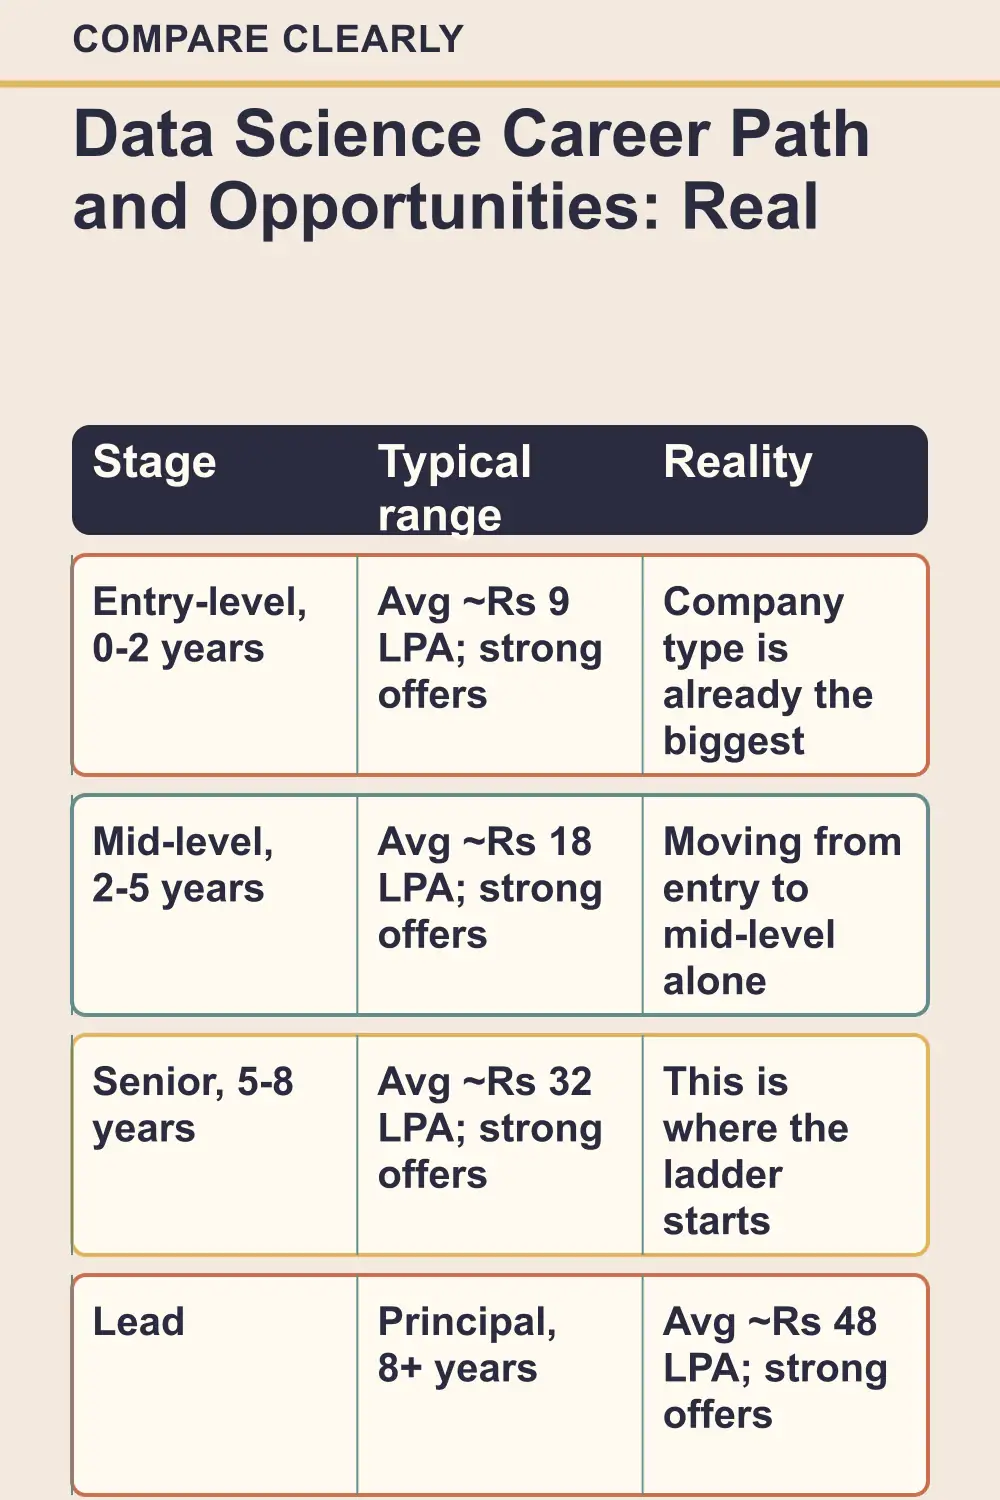 COMPARE CLEARLY
Data Science Career Path
and Opportunities: Real
Stage
Typical
range
Reality
Entry-level,
0-2 years
Avg ~Rs 9
LPA; strong
offers
Company
type is
already the
biggest
Mid-level,
2-5 years
Avg ~Rs 18
LPA; strong
offers
Moving from
entry to
mid-level
alone
Senior, 5-8
years
Avg ~Rs 32
LPA; strong
offers
This is
where the
ladder
starts
Lead
Principal,
8+ years
Avg ~Rs 48
LPA; strong
offers